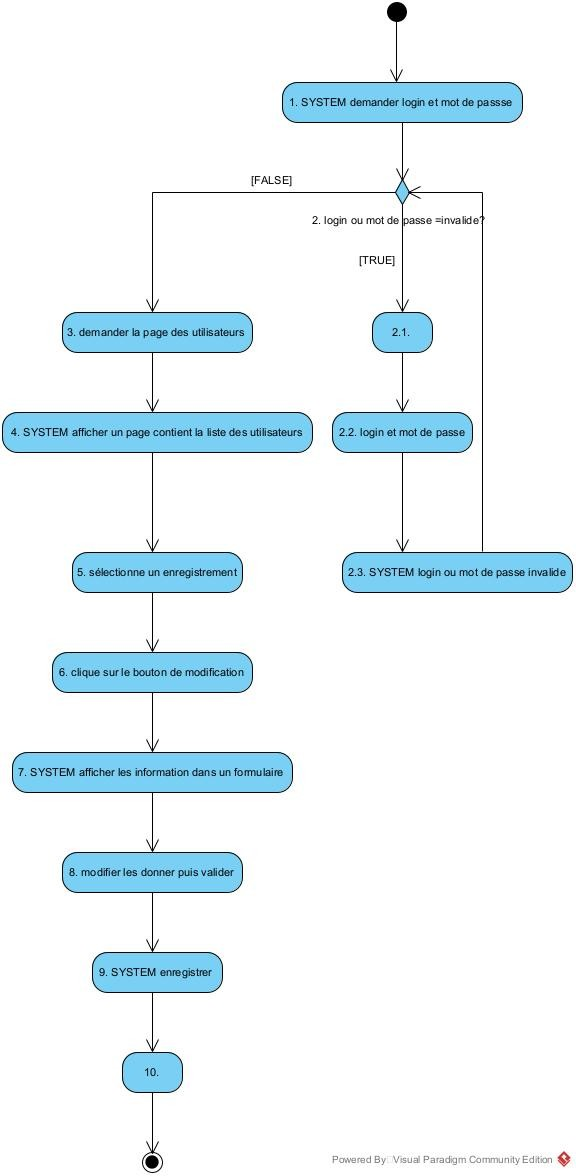 1. SYSTEM demander login et mot de passse
[FALSE]
2. login ou mot de passe =invalide?
[TRUE]
3. demander la page des utilisateurs
2.1.
4. SYSTEM afficher un page contient la liste des utilisateurs
2.2. login et mot de passe
5. sélectionne un enregistrement
2.3. SYSTEM login ou mot de passe invalide
6. clique sur le bouton de modification
7. SYSTEM afficher les information dans un formulaire
8. modifier les donner puis valider
9. SYSTEM enregistrer
10.
Powered By Visual Paradigm Community Edition